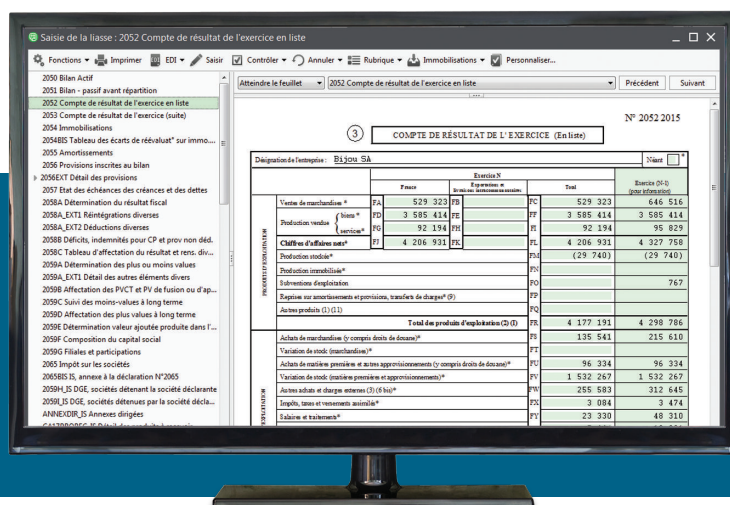 Saisie de la liasse : 2052 Compte de résultat de l'exercice en liste
Fonctions Imprimer EDI Saisir Contrôler Annuler Rubrique Immobilisations Personnaliser...
2050 Bilan Actif
2051 Bilan - passif avant répartition
2052 Compte de résultat de l'exercice en liste
2053 Compte de résultat de l'exercice (suite)
2054 Immobilisations
2054BIS Tableau des écarts de réévaluat° sur immo....
2055 Amortissements
2056 Provisions inscrites au bilan
2056EXT Détail des provisions
2057 Etat des échéances des créances et des dettes
2058A Détermination du résultat fiscal
2058A_EXT1 Réintégrations diverses
2058A_EXT2 Déductions diverses
2058B Déficits, indemnités pour CP et prov non déd.
2058C Tableau d'affectation du résultat et rens. div...
2059A Détermination des plus ou moins values
2059A_EXT1 Détail des autres éléments divers
2059B Affectation des PVCT et PV de fusion ou d'ap...
2059C Suivi des moins-values à long terme
2059D Affectation des plus values à long terme
2059E Détermination valeur ajoutée produite dans l'...
2059F Composition du capital social
2059G Filiales et participations
2065 Impôt sur les sociétés
2065BIS IS, annexe à la déclaration N°2065
2059H_IS DGE, sociétés détenant la société déclarante
2059I_IS DGE, sociétés détenues par la société décla...
ANNEXDIR_IS Annexes dirigées
Atteindre le feuillet 2052 Compte de résultat de l'exercice en liste Précédent Suivant
N° 2052 2015
3 COMPTE DE RÉSULTAT DE L'EXERCICE (En liste)
Désignation de l'entreprise : Bijou SA Néant *
Exercice N
France Exportations et livraisons intracommunautaires Total Exercice (N-1) (pour information)
PRODUITS D'EXPLOITATION
Ventes de marchandises * FA 529 323 FB FC 529 323 646 516
Production vendue biens * FD 3 585 414 FE FF 3 585 414 3 585 414
services * FG 92 194 FH FI 92 194 95 829
Chiffres d'affaires nets* FJ 4 206 931 FK FL 4 206 931 4 327 758
Production stockée* FM (29 740) (29 740)
Production immobilisée* FN
Subventions d'exploitation FO 767
Reprises sur amortissements et provisions, transferts de charges* (9) FP
Autres produits (1) (11) FQ
Total des produits d'exploitation (2) (I) FR 4 177 191 4 298 786
Achats de marchandises (y compris droits de douane)* FS 135 541 215 610
Variation de stock (marchandises)* FT
Achats de matières premières et autres approvisionnements (y compris droits de douane)* FU 96 334 96 334
Variation de stock (matières premières et approvisionnements)* FV 1 532 267 1 532 267
Autres achats et charges externes (3) (6 bis)* FW 255 583 312 645
Impôts, taxes et versements assimilés* FX 3 084 3 474
Salaires et traitements* FY 23 330 48 310